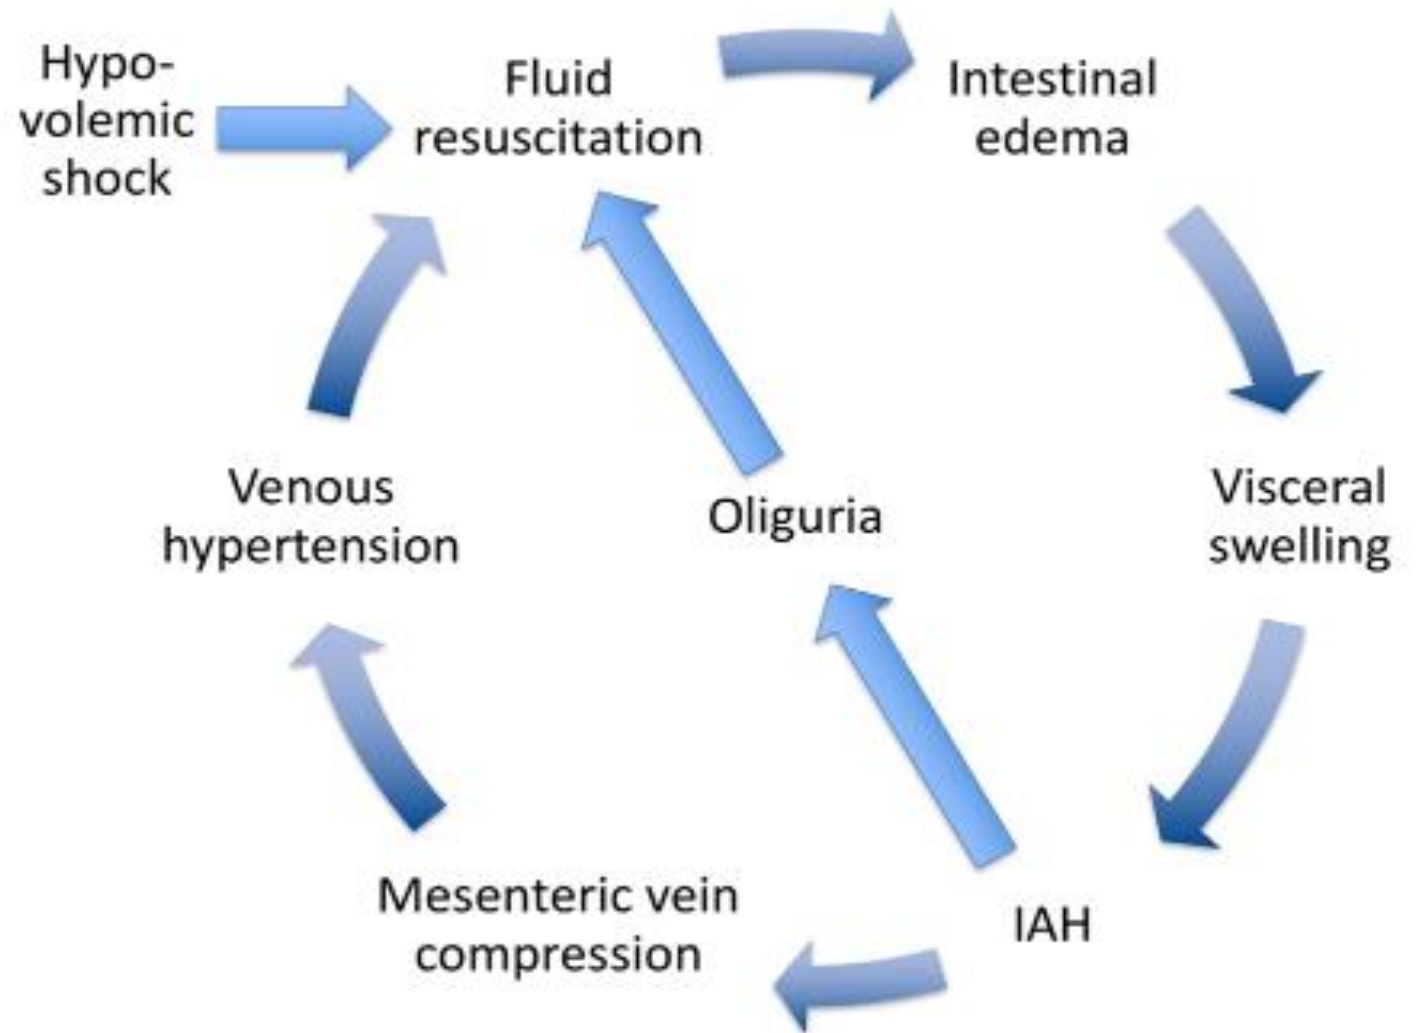 Hypo-
volemic
shock
Fluid
resuscitation
Intestinal
edema
Venous
hypertension
Oliguria
Visceral
swelling
Mesenteric vein
compression
IAH